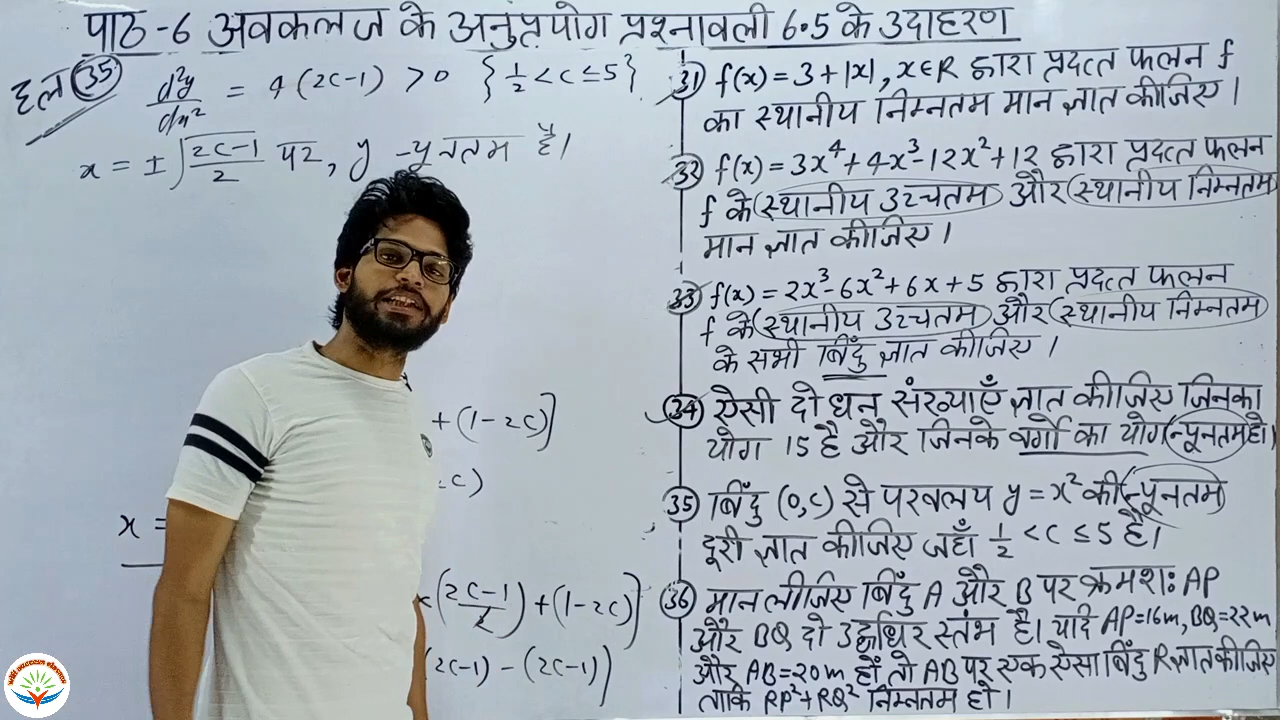 पाठ-6 अवकलज के अनुप्रयोग प्रश्नावली 6.5 के उदाहरण
हल (35) d²y/dx² = 4(2c-1) > 0 {1/2 < c ≤ 5}
x = ±√(2c-1)/2 पर, y न्यूनतम है।
+ (1-2c)]
2c)
x =
(2c-1/2) + (1-2c)]
(2c-1) - (2c-1))
(31) f(x) = 3+|x|, x∈R द्वारा प्रदत्त फलन f
का स्थानीय निम्नतम मान ज्ञात कीजिए।
(32) f(x) = 3x⁴+4x³-12x²+12 द्वारा प्रदत्त फलन
f के स्थानीय उच्चतम और स्थानीय निम्नतम
मान ज्ञात कीजिए।
(33) f(x) = 2x³-6x²+6x+5 द्वारा प्रदत्त फलन
f के स्थानीय उच्चतम और स्थानीय निम्नतम
के सभी बिंदु ज्ञात कीजिए।
(34) ऐसी दो धन संख्याएँ ज्ञात कीजिए जिनका
योग 15 है और जिनके वर्गों का योग न्यूनतम हो।
(35) बिंदु (0,c) से परवलय y = x² की न्यूनतम
दूरी ज्ञात कीजिए जहाँ 1/2 < c ≤ 5 है।
(36) मान लीजिए बिंदु A और B पर क्रमशः AP
और BQ दो उर्द्धाधर स्तंभ है। यदि AP=16m, BQ=22m
और AB=20m हों तो AB पर एक ऐसा बिंदु R ज्ञात कीजिए
ताकि RP²+RQ² निम्नतम हो।